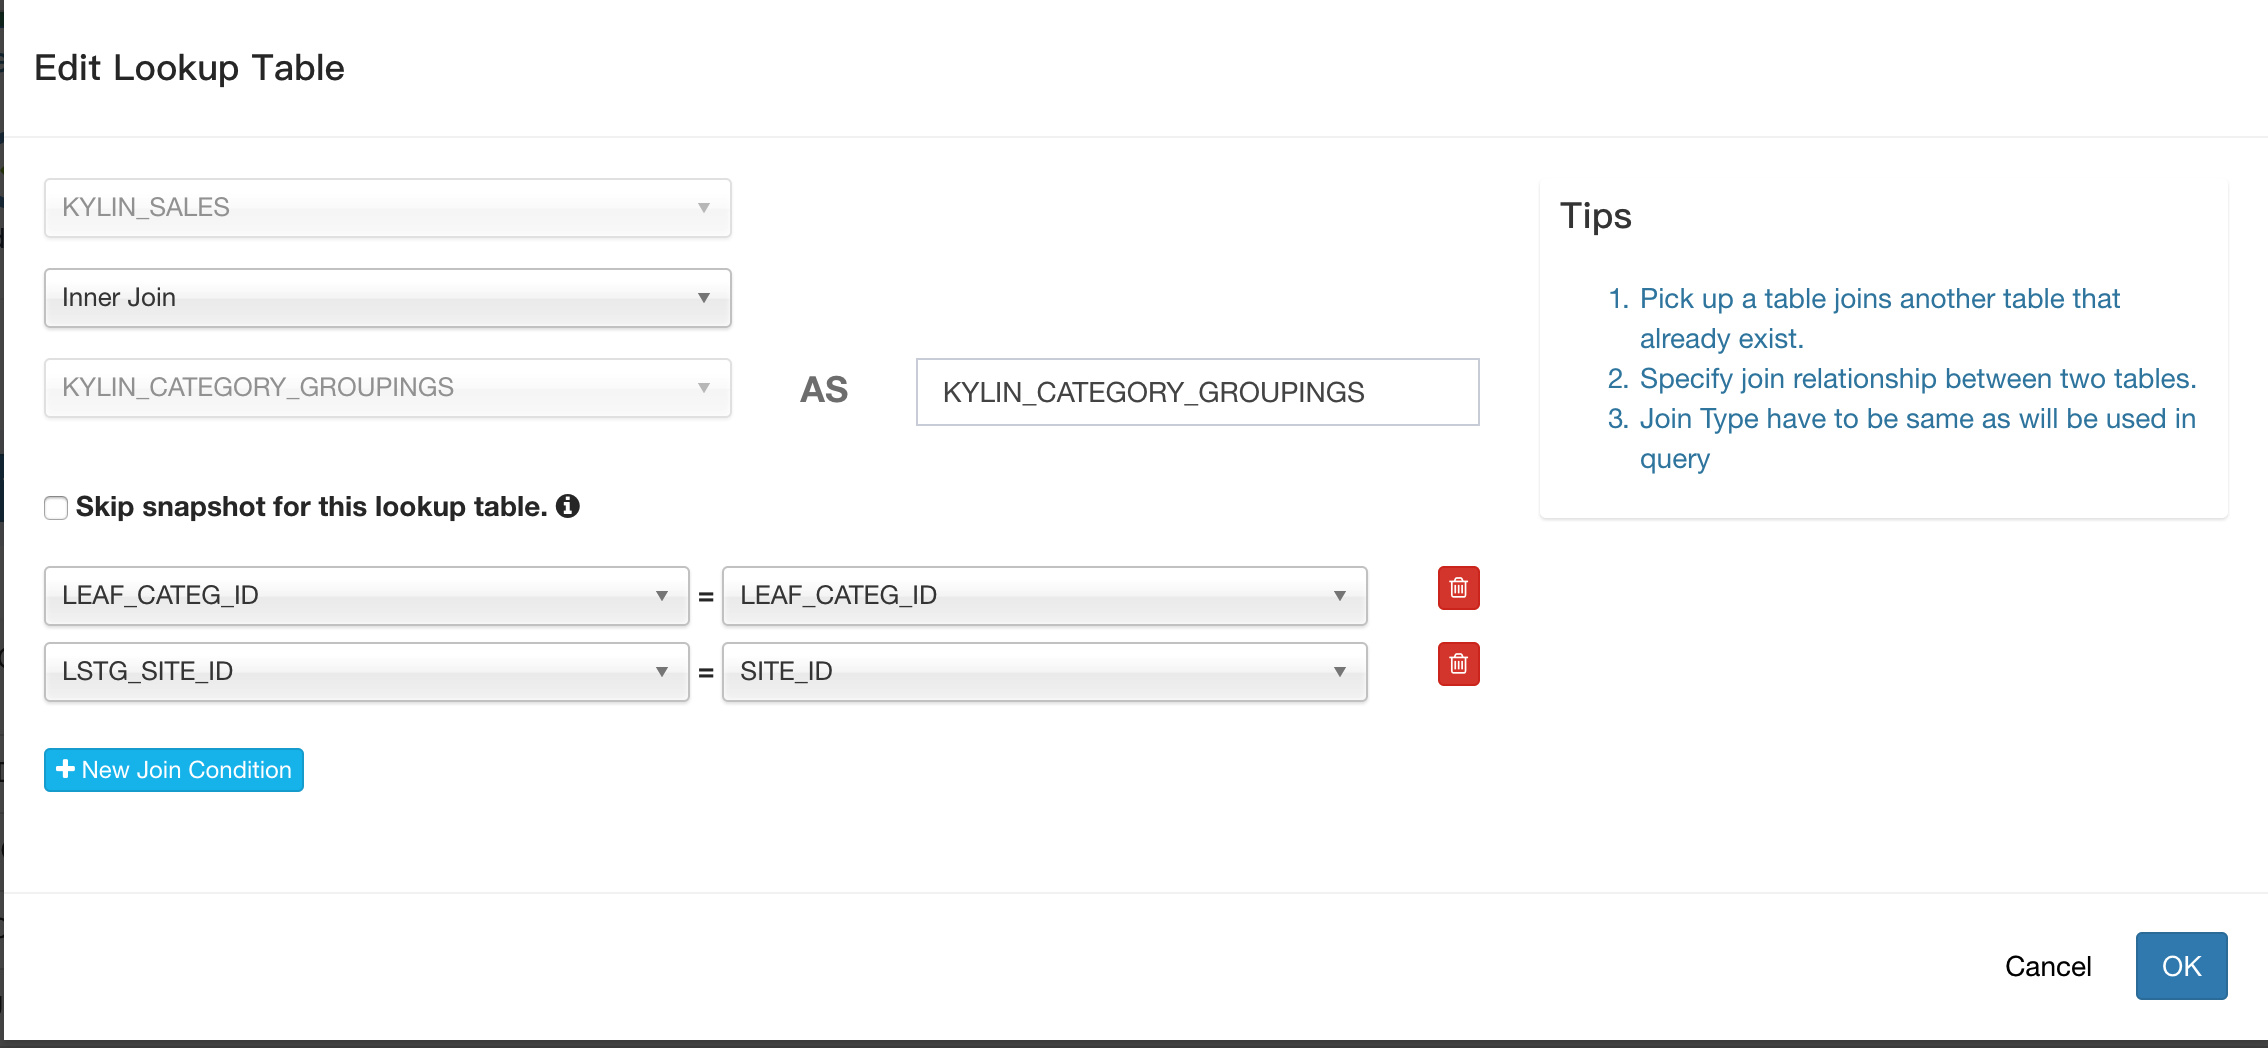 Edit Lookup Table
KYLIN_SALES
Inner Join
KYLIN_CATEGORY_GROUPINGS AS KYLIN_CATEGORY_GROUPINGS
Skip snapshot for this lookup table.
LEAF_CATEG_ID = LEAF_CATEG_ID
LSTG_SITE_ID = SITE_ID
New Join Condition
Tips
1. Pick up a table joins another table that
already exist.
2. Specify join relationship between two tables.
3. Join Type have to be same as will be used in
query
Cancel OK